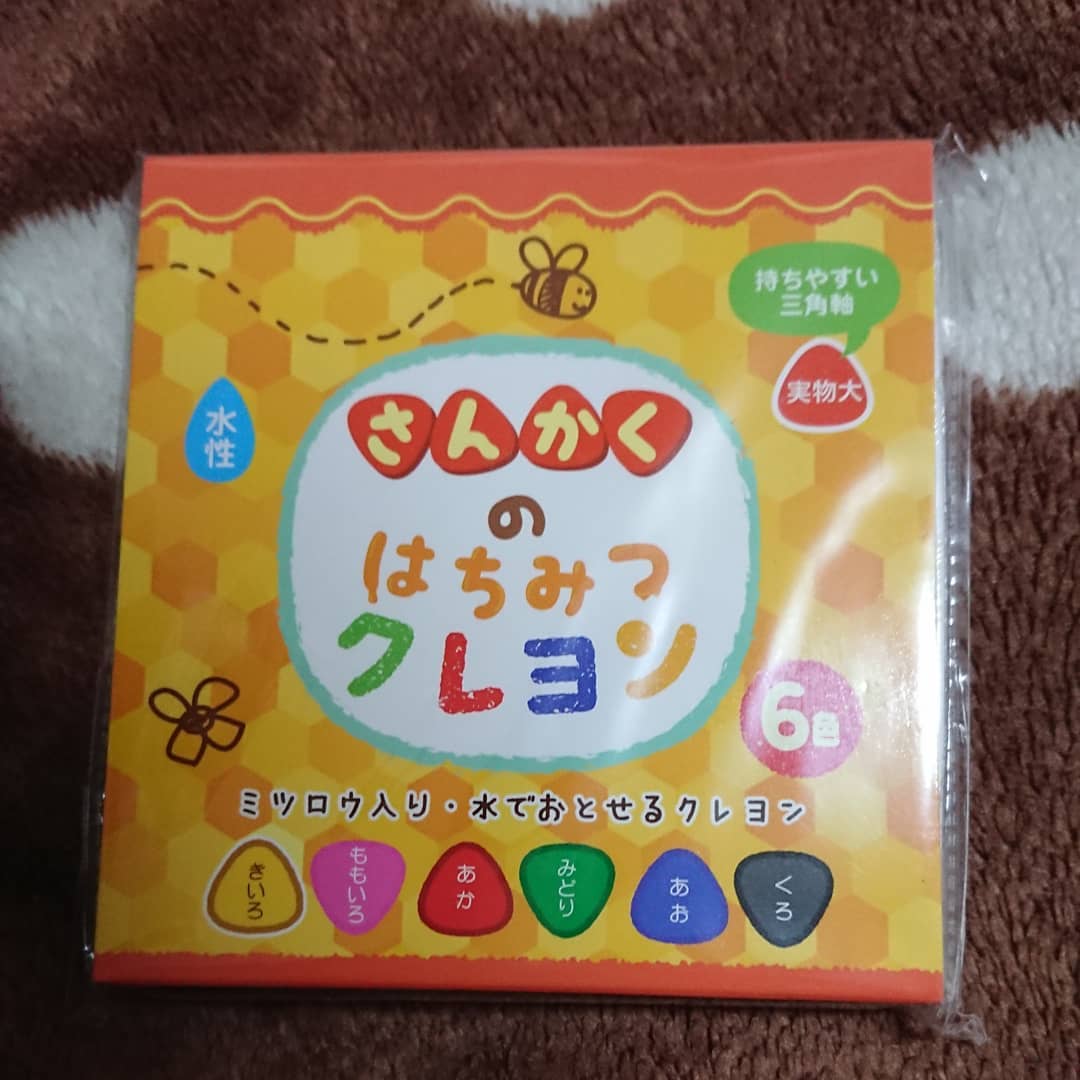 持ちやすい
三角軸
実物大
水性
さんかく
の
はちみつ
クレヨン
6色
ミツロウ入り・水でおとせるクレヨン
きいろ
ももいろ
あか
みどり
あお
くろ